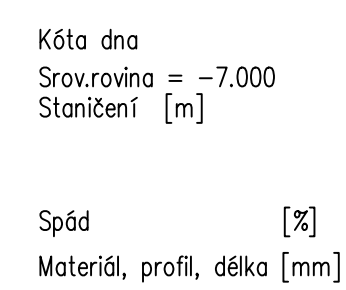 Kóta dna
Srov.rovina = -7.000
Staničení [m]
Spád [%]
Materiál, profil, délka [mm]